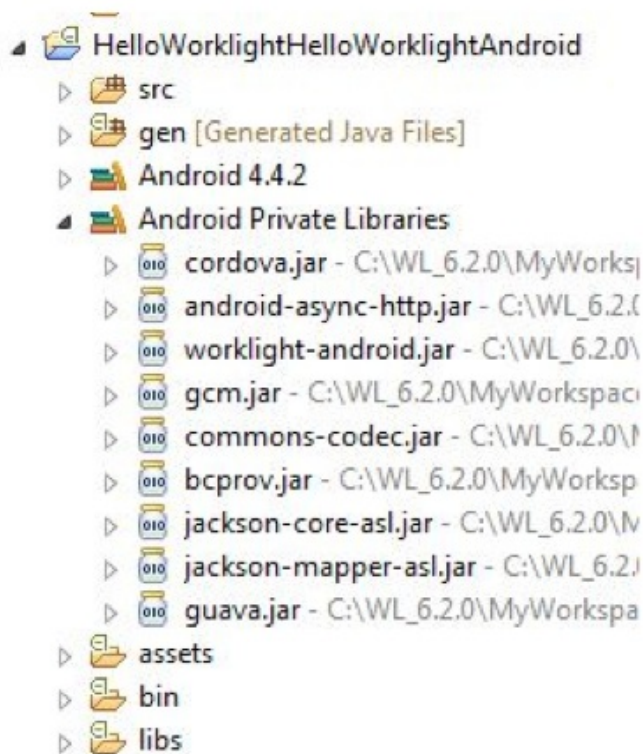 HelloWorklightHelloWorklightAndroid
src
gen [Generated Java Files]
Android 4.4.2
Android Private Libraries
cordova.jar - C:\WL_6.2.0\MyWorksp
android-async-http.jar - C:\WL_6.2.0
worklight-android.jar - C:\WL_6.2.0\
gcm.jar - C:\WL_6.2.0\MyWorkspac
commons-codec.jar - C:\WL_6.2.0\M
bcprov.jar - C:\WL_6.2.0\MyWorksp
jackson-core-asl.jar - C:\WL_6.2.0\M
jackson-mapper-asl.jar - C:\WL_6.2.
guava.jar - C:\WL_6.2.0\MyWorkspa
assets
bin
libs